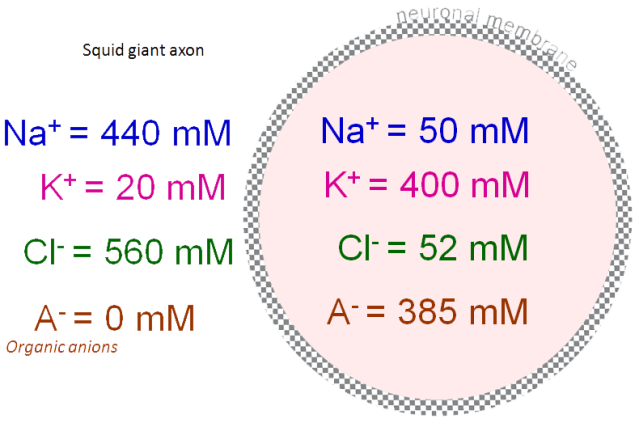 neuronal membrane
Squid giant axon
Na⁺ = 440 mM
Na⁺ = 50 mM
K⁺ = 20 mM
K⁺ = 400 mM
Cl⁻ = 560 mM
Cl⁻ = 52 mM
A⁻ = 0 mM
A⁻ = 385 mM
Organic anions